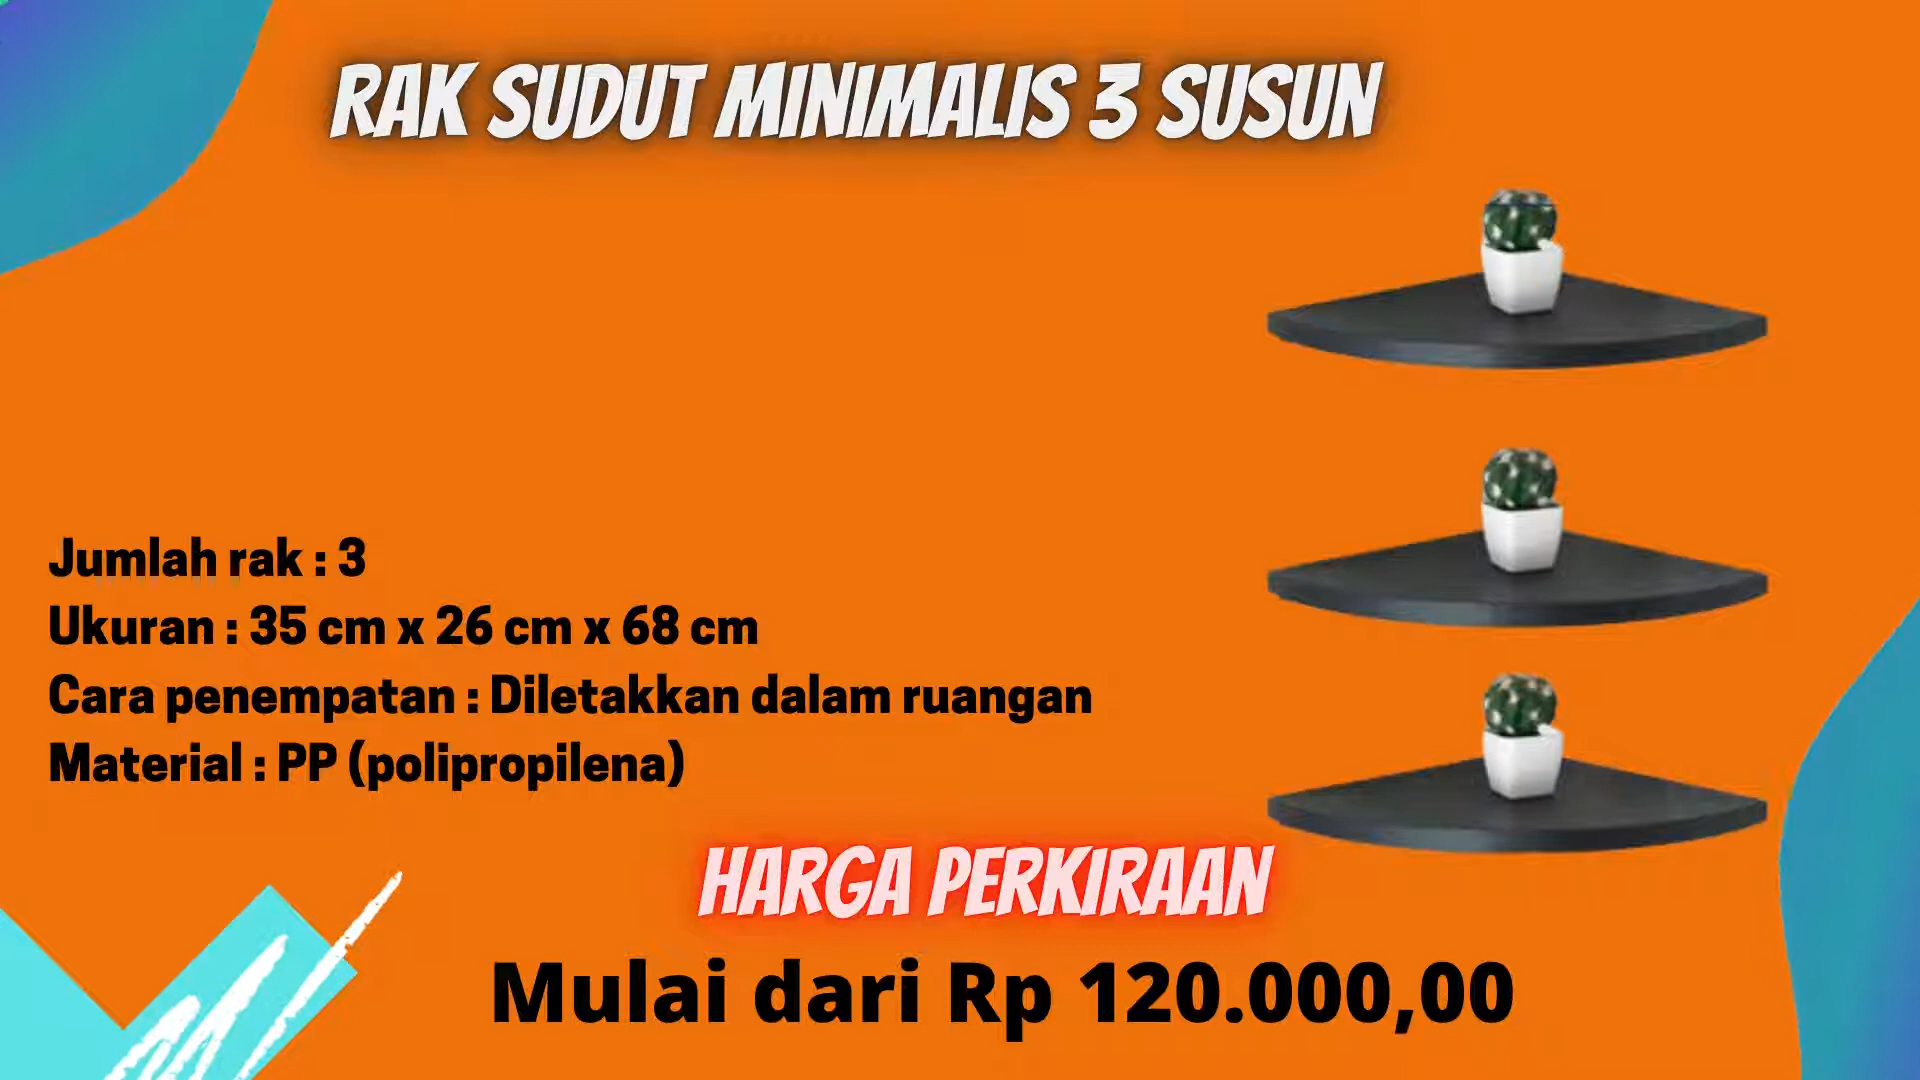 RAK SUDUT MINIMALIS 3 SUSUN
Jumlah rak : 3
Ukuran : 35 cm x 26 cm x 68 cm
Cara penempatan : Diletakkan dalam ruangan
Material : PP (polipropilena)
HARGA PERKIRAAN
Mulai dari Rp 120.000,00